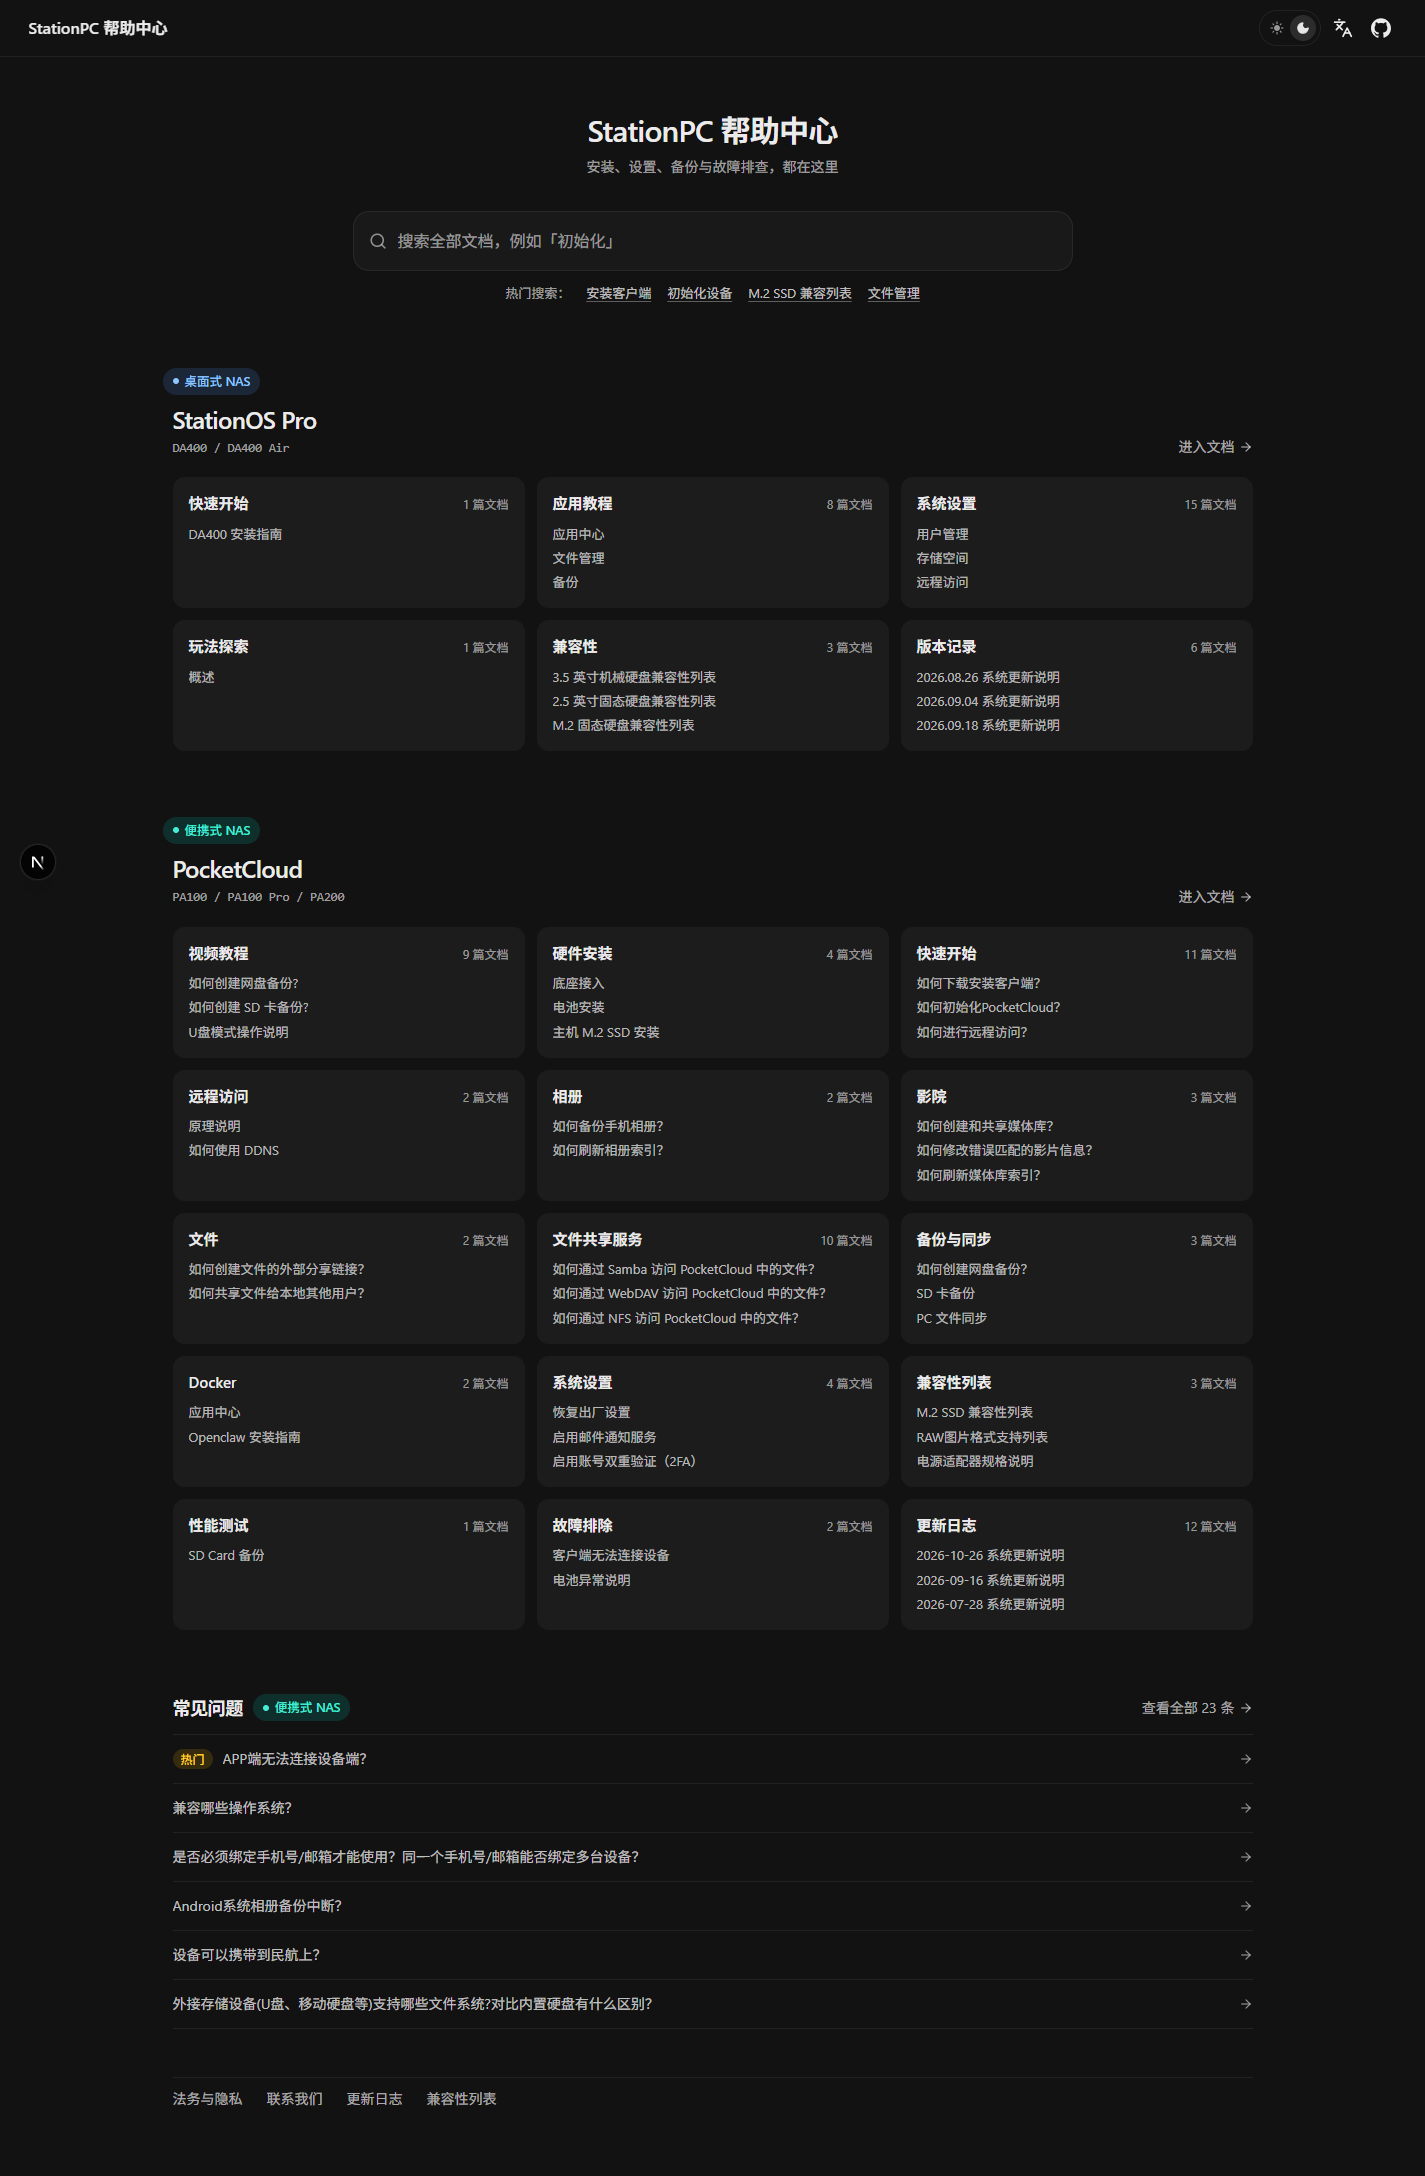 StationPC 帮助中心
StationPC 帮助中心
安装、设置、备份与故障排查，都在这里
搜索全部文档，例如「初始化」
热门搜索： 安装客户端 初始化设备 M.2 SSD 兼容列表 文件管理
桌面式 NAS
StationOS Pro
DA400 / DA400 Air
进入文档 →
快速开始 1 篇文档
DA400 安装指南
应用教程 8 篇文档
应用中心
文件管理
备份
系统设置 15 篇文档
用户管理
存储空间
远程访问
玩法探索 1 篇文档
概述
兼容性 3 篇文档
3.5 英寸机械硬盘兼容性列表
2.5 英寸固态硬盘兼容性列表
M.2 固态硬盘兼容性列表
版本记录 6 篇文档
2026.08.26 系统更新说明
2026.09.04 系统更新说明
2026.09.18 系统更新说明
便携式 NAS
PocketCloud
PA100 / PA100 Pro / PA200
进入文档 →
视频教程 9 篇文档
如何创建网盘备份?
如何创建 SD 卡备份?
U盘模式操作说明
硬件安装 4 篇文档
底座接入
电池安装
主机 M.2 SSD 安装
快速开始 11 篇文档
如何下载安装客户端?
如何初始化PocketCloud?
如何进行远程访问?
远程访问 2 篇文档
原理说明
如何使用 DDNS
相册 2 篇文档
如何备份手机相册?
如何刷新相册索引?
影院 3 篇文档
如何创建和共享媒体库?
如何修改错误匹配的影片信息?
如何刷新媒体库索引?
文件 2 篇文档
如何创建文件的外部分享链接?
如何共享文件给本地其他用户?
文件共享服务 10 篇文档
如何通过 Samba 访问 PocketCloud 中的文件?
如何通过 WebDAV 访问 PocketCloud 中的文件?
如何通过 NFS 访问 PocketCloud 中的文件?
备份与同步 3 篇文档
如何创建网盘备份?
SD 卡备份
PC 文件同步
Docker 2 篇文档
应用中心
Openclaw 安装指南
系统设置 4 篇文档
恢复出厂设置
启用邮件通知服务
启用账号双重验证（2FA）
兼容性列表 3 篇文档
M.2 SSD 兼容性列表
RAW图片格式支持列表
电源适配器规格说明
性能测试 1 篇文档
SD Card 备份
故障排除 2 篇文档
客户端无法连接设备
电池异常说明
更新日志 12 篇文档
2026-10-26 系统更新说明
2026-09-16 系统更新说明
2026-07-28 系统更新说明
常见问题 便携式 NAS 查看全部 23 条 →
热门 APP端无法连接设备端?
兼容哪些操作系统?
是否必须绑定手机号/邮箱才能使用？同一个手机号/邮箱能否绑定多台设备?
Android系统相册备份中断?
设备可以携带到民航上?
外接存储设备(U盘、移动硬盘等)支持哪些文件系统?对比内置硬盘有什么区别?
法务与隐私 联系我们 更新日志 兼容性列表